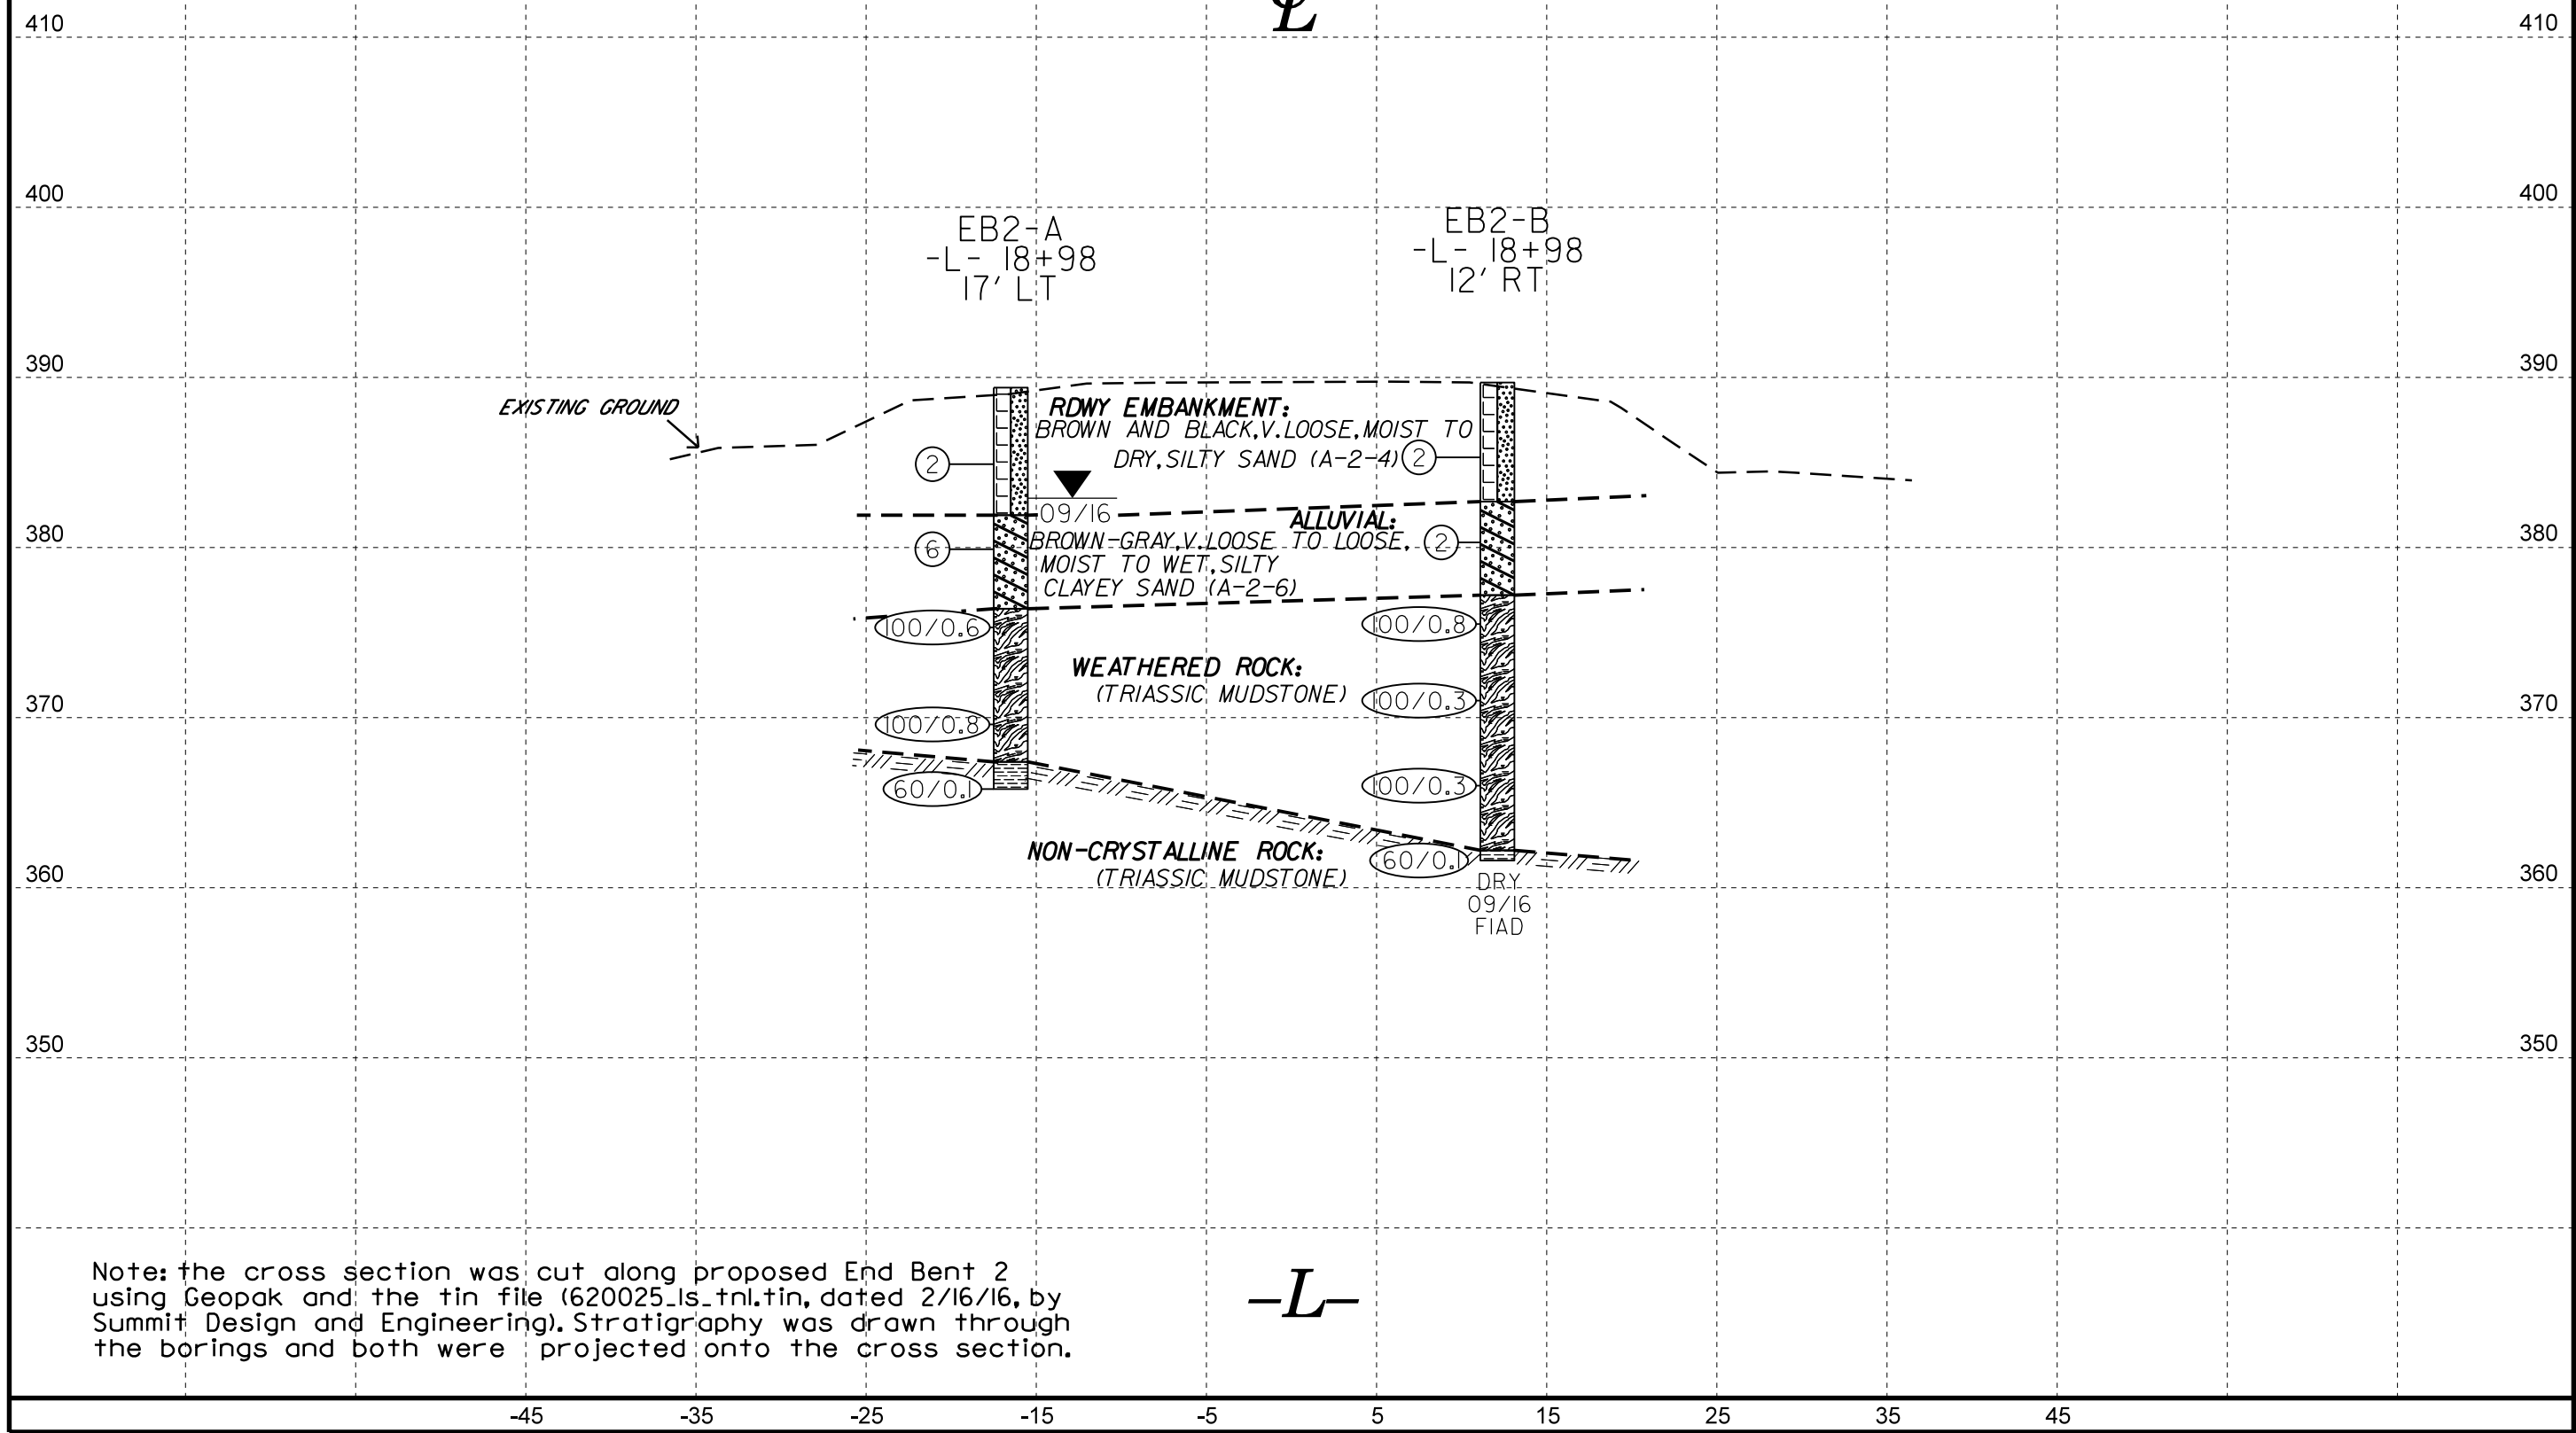 ℄
410 410
400 400
EB2-A
-L- 18+98
17' LT
EB2-B
-L- 18+98
12' RT
390 390
EXISTING GROUND
RDWY EMBANKMENT:
BROWN AND BLACK, V. LOOSE, MOIST TO
DRY, SILTY SAND (A-2-4)
2
2
09/16
380 380
ALLUVIAL:
BROWN-GRAY, V. LOOSE TO LOOSE,
MOIST TO WET, SILTY
CLAYEY SAND (A-2-6)
6
2
100/0.6
100/0.8
WEATHERED ROCK:
(TRIASSIC MUDSTONE)
100/0.3
370 370
100/0.8
100/0.3
60/0.1
NON-CRYSTALLINE ROCK:
(TRIASSIC MUDSTONE)
60/0.1
360 360
DRY
09/16
FIAD
350 350
Note: the cross section was cut along proposed End Bent 2
using Geopak and the tin file (620025_ls_tnl.tin, dated 2/16/16, by
Summit Design and Engineering). Stratigraphy was drawn through
the borings and both were projected onto the cross section.
-L-
-45 -35 -25 -15 -5 5 15 25 35 45